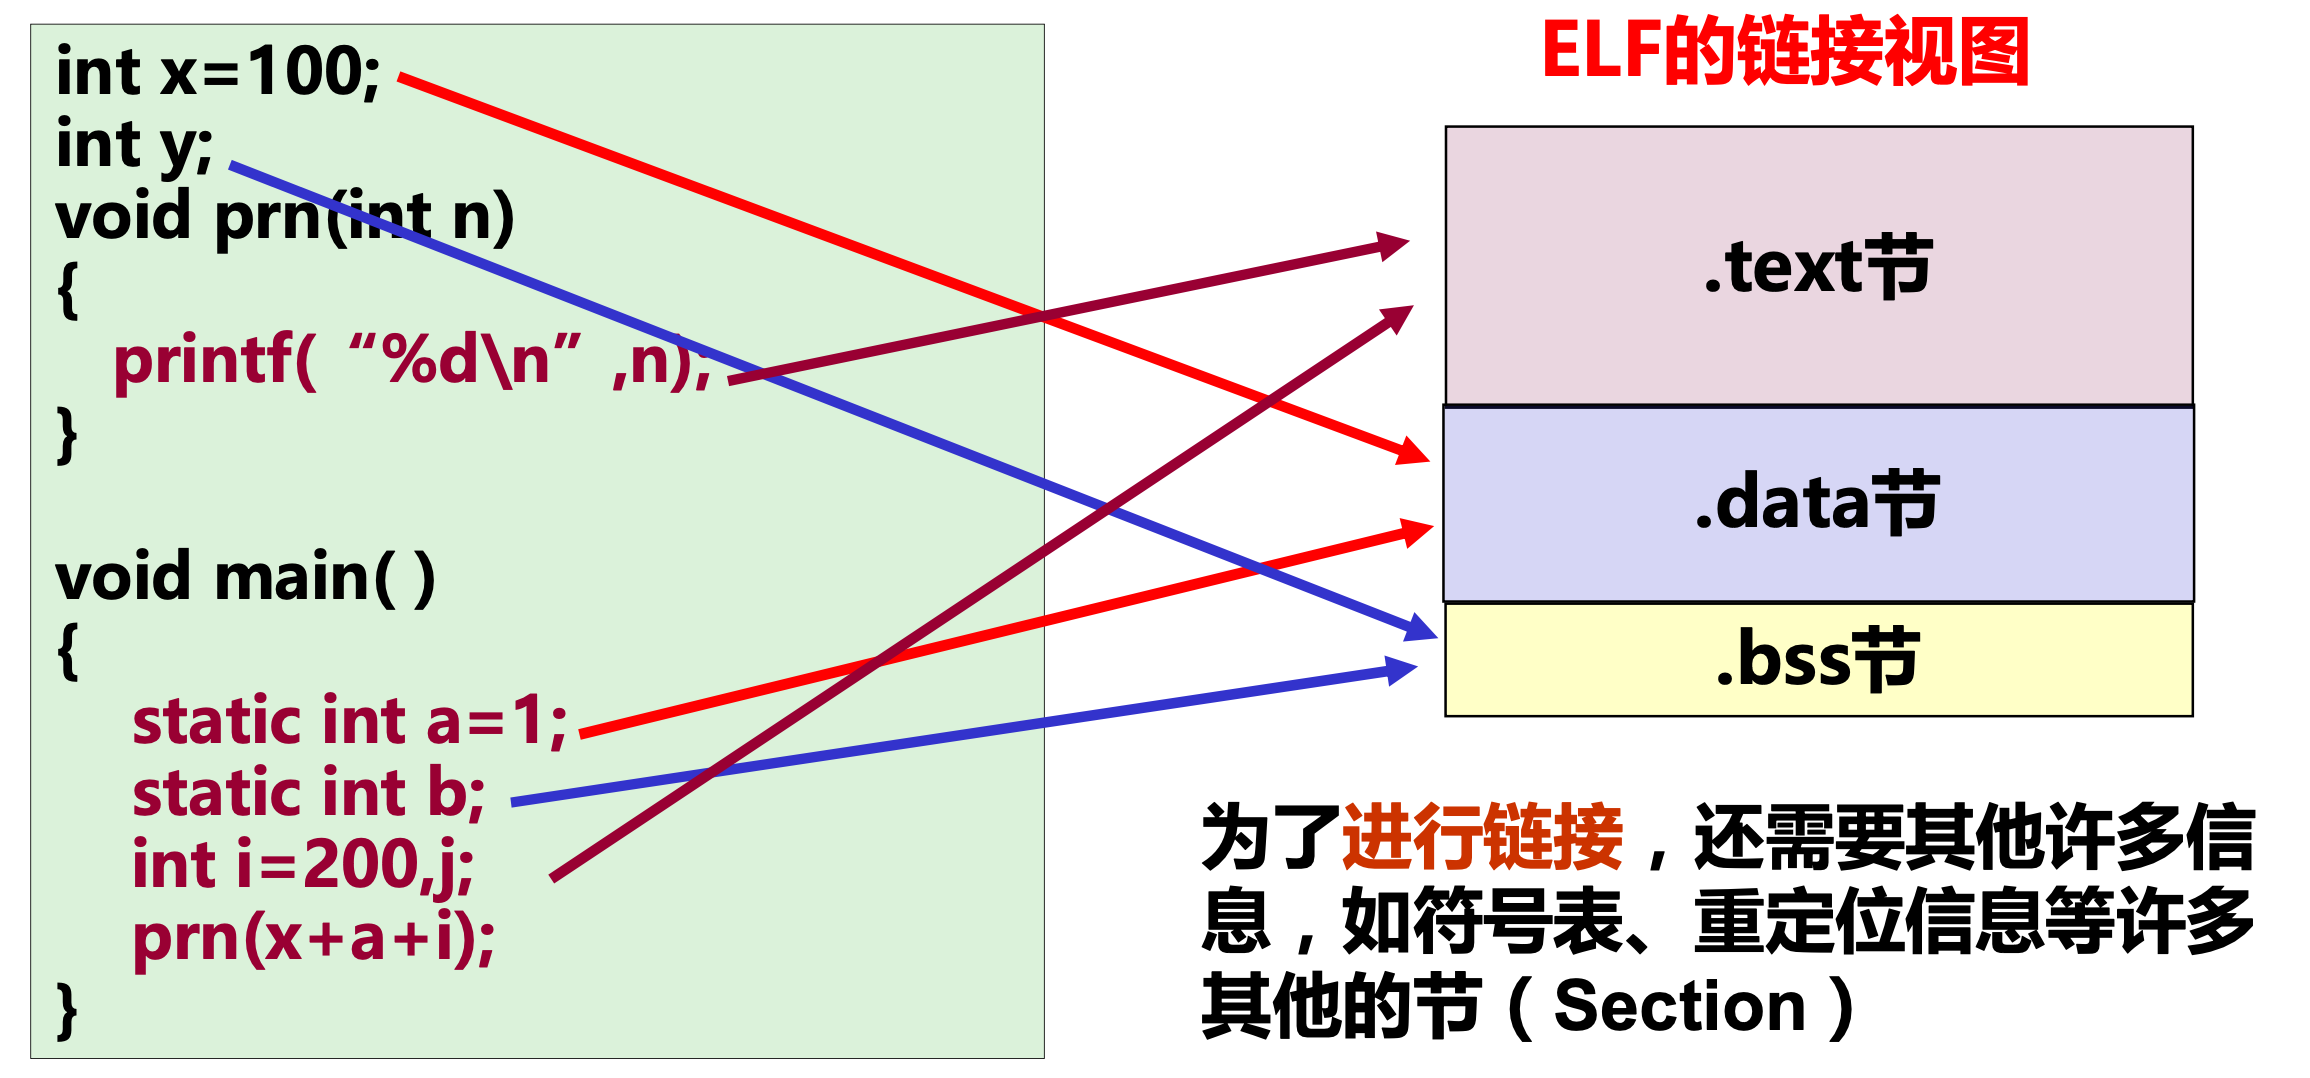 int x=100;
int y;
void prn(int n)
{
printf( “%d\n” ,n);
}
void main( )
{
static int a=1;
static int b;
int i=200,j;
prn(x+a+i);
}
ELF的链接视图
.text节
.data节
.bss节
为了进行链接，还需要其他许多信
息，如符号表、重定位信息等许多
其他的节（Section）